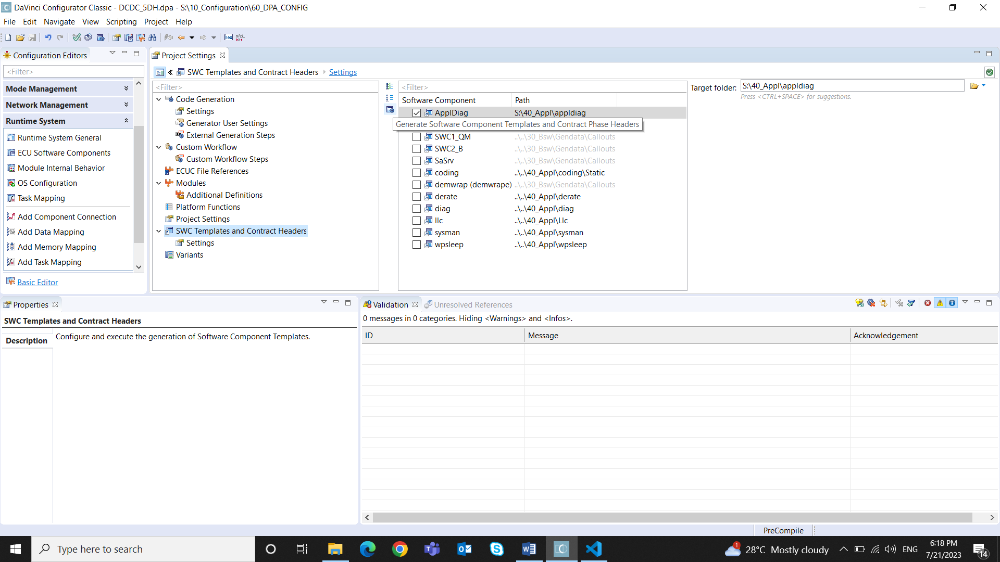 DaVinci Configurator Classic - DCDC_5DH.dpa - S:\10_Configuration\60_DPA_CONFIG
File Edit Navigate View Scripting Project Help
Configuration Editors
<Filter>
Mode Management
Network Management
Runtime System
Runtime System General
ECU Software Components
Module Internal Behavior
OS Configuration
Task Mapping
Add Component Connection
Add Data Mapping
Add Memory Mapping
Add Task Mapping
Basic Editor
Project Settings
SWC Templates and Contract Headers Settings
<Filter>
Code Generation
Settings
Generator User Settings
External Generation Steps
Custom Workflow
Custom Workflow Steps
ECUC File References
Modules
Additional Definitions
Platform Functions
Project Settings
SWC Templates and Contract Headers
Settings
Variants
<Filter>
Software Component Path
ApplDiag S:\40_Appl\appldiag
Generate Software Component Templates and Contract Phase Headers
SWC1_QM ..\..\30_Bsw\Gendata\Callouts
SWC2_B ..\..\30_Bsw\Gendata\Callouts
SaSrv ..\..\30_Bsw\Gendata\Callouts
coding ..\..\40_Appl\coding\Static
demwrap (demwrape) ..\..\30_Bsw\Gendata\Callouts
derate ..\..\40_Appl\derate
diag ..\..\40_Appl\diag
llc ..\..\40_Appl\Llc
sysman ..\..\40_Appl\sysman
wpsleep ..\..\40_Appl\wpsleep
Target folder: S:\40_Appl\appldiag
Press <CTRL+SPACE> for suggestions.
Properties
SWC Templates and Contract Headers
Description Configure and execute the generation of Software Component Templates.
Validation Unresolved References
0 messages in 0 categories. Hiding <Warnings> and <Infos>.
ID Message Acknowledgement
PreCompile
Type here to search
1
28°C Mostly cloudy
ENG
6:18 PM
7/21/2023
14